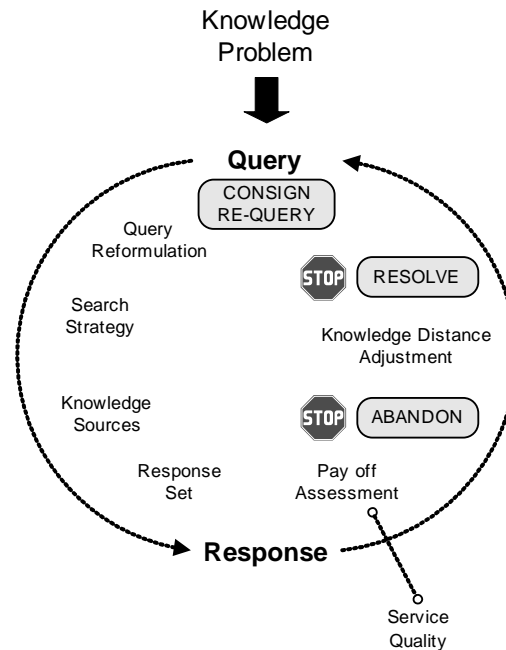 Knowledge
Problem
Query
CONSIGN
RE-QUERY
Query
Reformulation
STOP
RESOLVE
Search
Strategy
Knowledge Distance
Adjustment
Knowledge
Sources
STOP
ABANDON
Response
Set
Pay off
Assessment
Response
Service
Quality